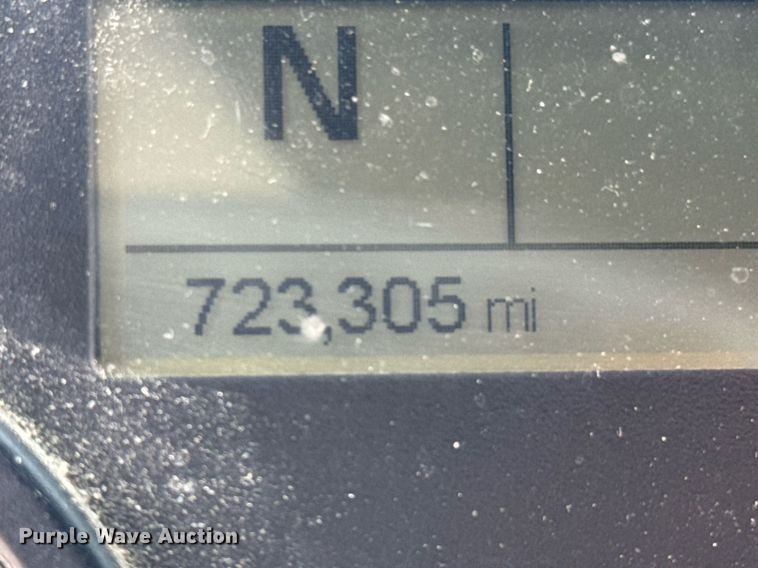 N
723,305 mi
Purple Wave Auction